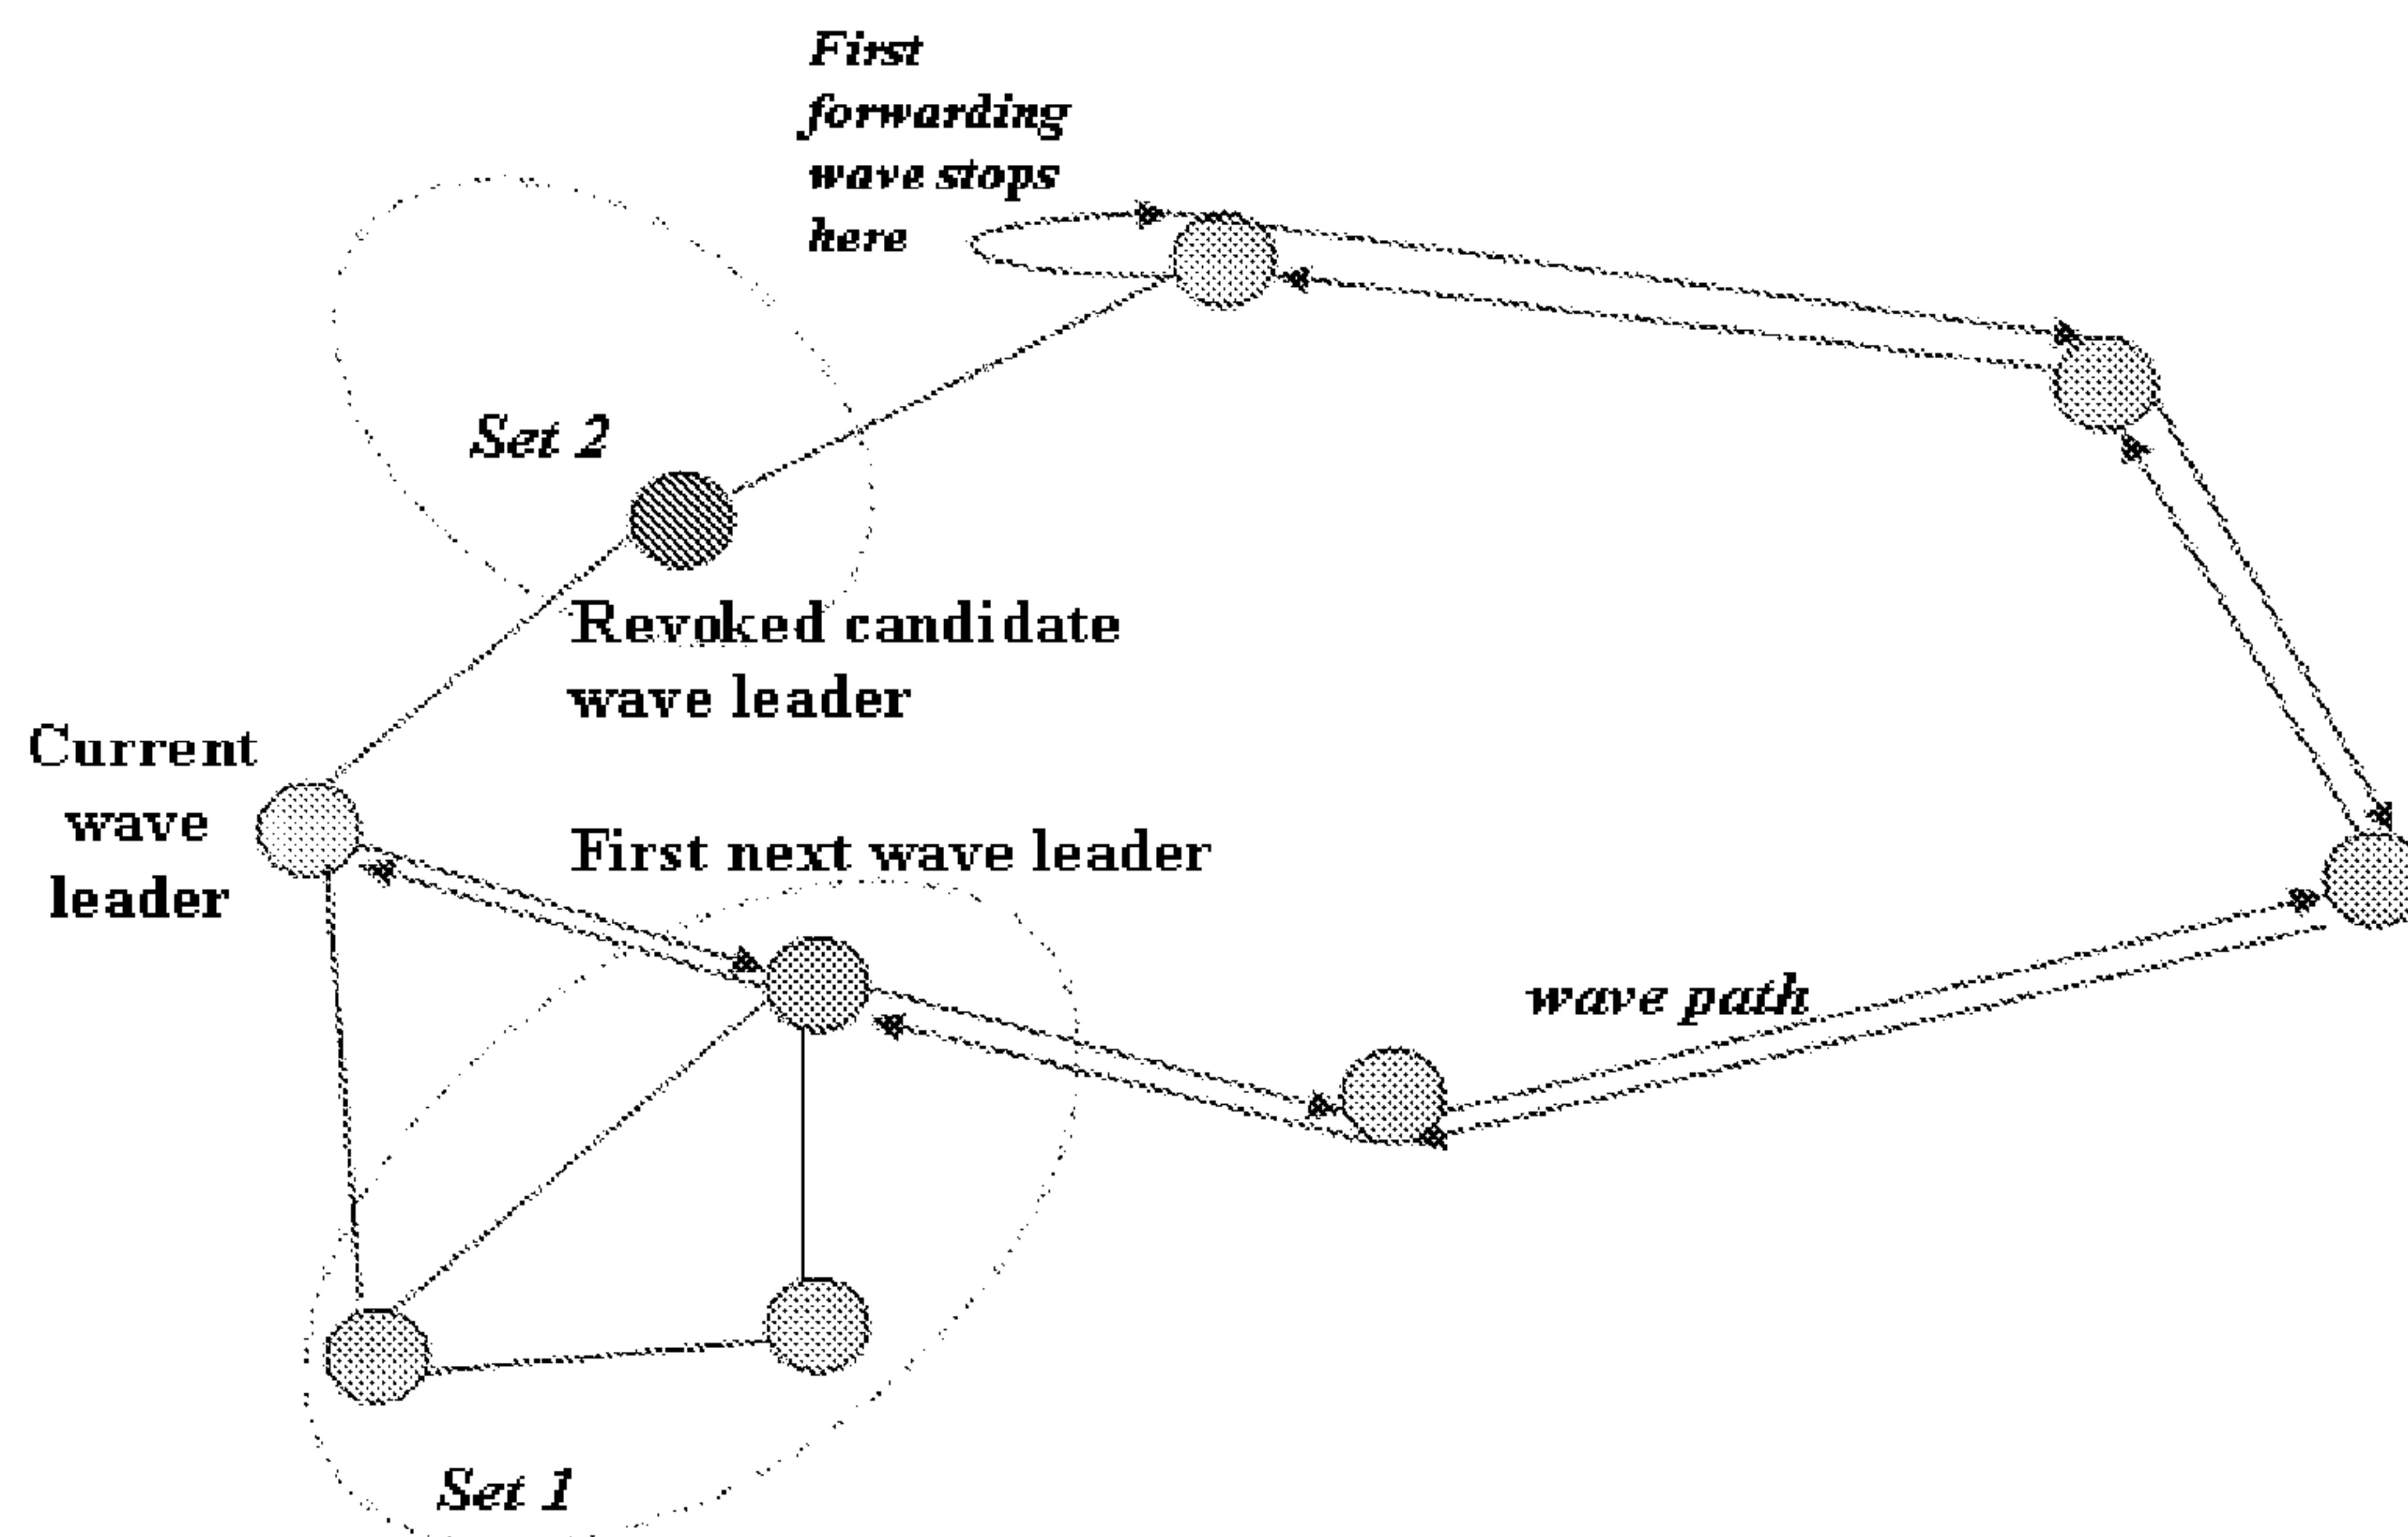 First
forwarding
wave stops
here
Set 2
Revoked candidate
wave leader
Current
wave
leader
First next wave leader
wave path
Set 1